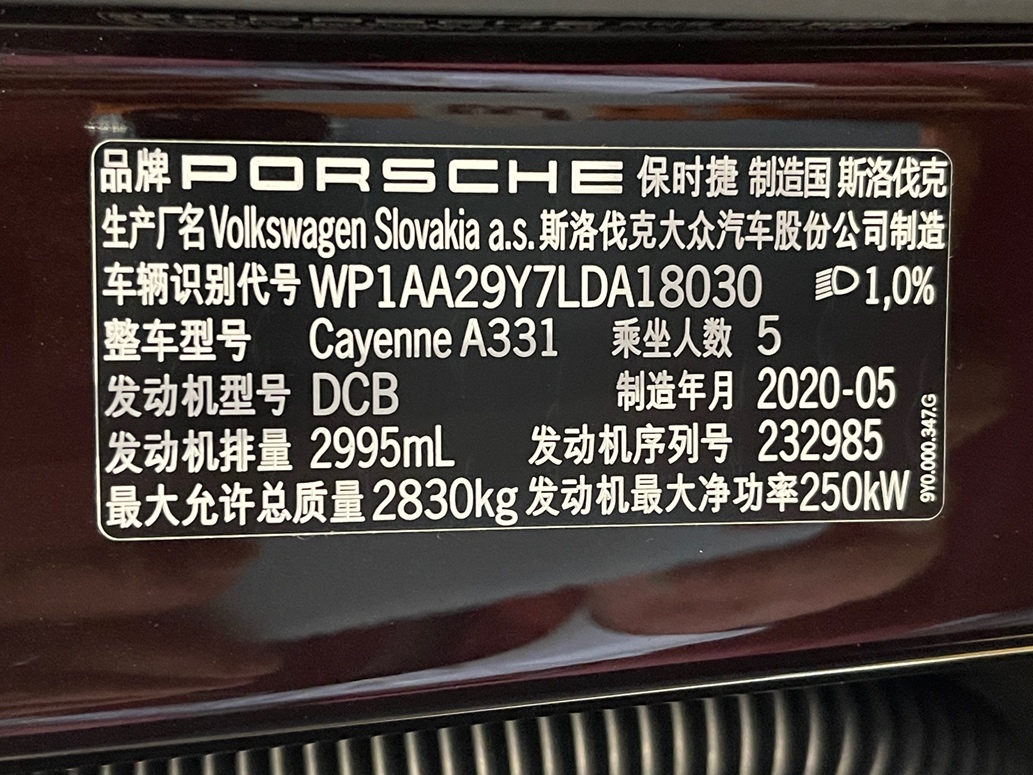 品牌 PORSCHE 保时捷 制造国 斯洛伐克
生产厂名 Volkswagen Slovakia a.s. 斯洛伐克大众汽车股份公司制造
车辆识别代号 WP1AA29Y7LDA18030 1,0%
整车型号 Cayenne A331 乘坐人数 5
发动机型号 DCB 制造年月 2020-05
发动机排量 2995mL 发动机序列号 232985
最大允许总质量 2830kg 发动机最大净功率 250kW
9Y0.000.347.G